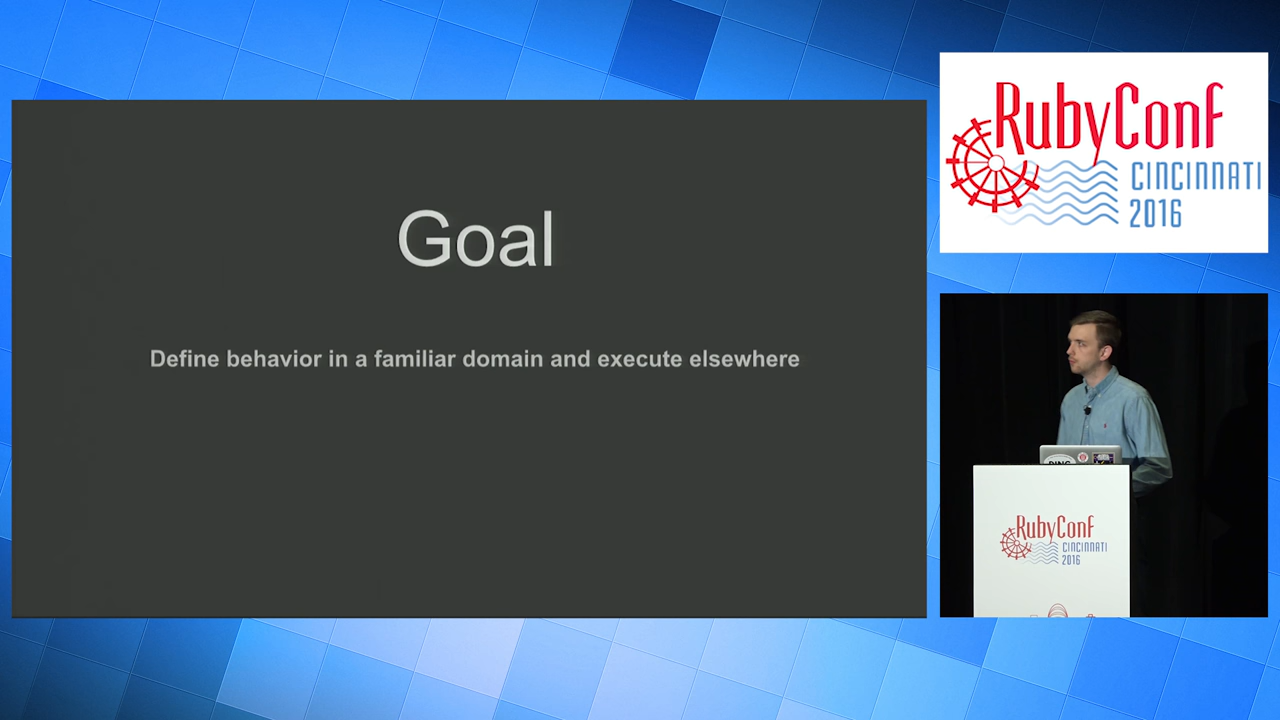 Goal
Define behavior in a familiar domain and execute elsewhere
RubyConf
CINCINNATI
2016
RubyConf
CINCINNATI
2016